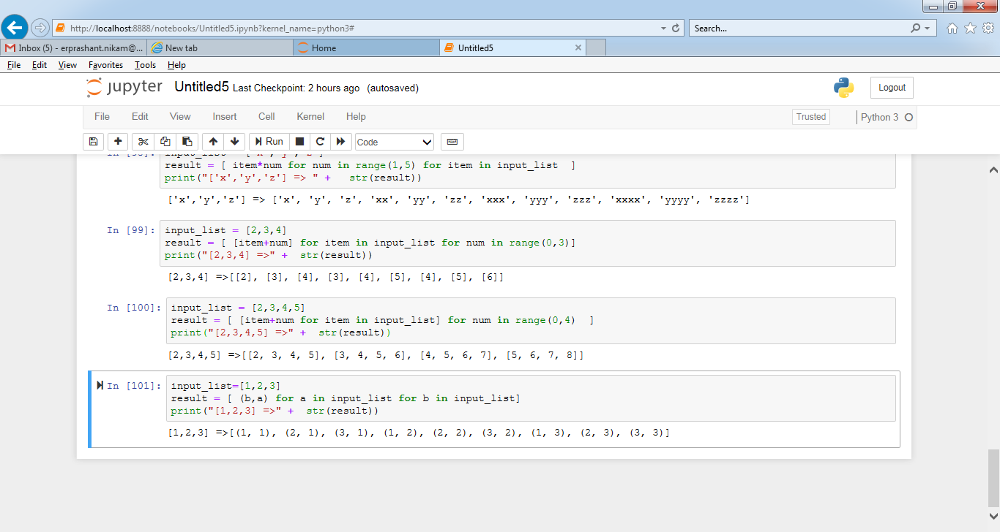 http://localhost:8888/notebooks/Untitled5.ipynb?kernel_name=python3#
Search...
Inbox (5) - erprashant.nikam@...
New tab
Home
Untitled5
File Edit View Favorites Tools Help
jupyter Untitled5 Last Checkpoint: 2 hours ago (autosaved)
Logout
File Edit View Insert Cell Kernel Help
Trusted
Python 3
Run
Code
result = [ item*num for num in range(1,5) for item in input_list  ]
print("['x','y','z'] => " +   str(result))
['x','y','z'] => ['x', 'y', 'z', 'xx', 'yy', 'zz', 'xxx', 'yyy', 'zzz', 'xxxx', 'yyyy', 'zzzz']
In [99]: input_list = [2,3,4]
result = [ [item+num] for item in input_list for num in range(0,3)]
print("[2,3,4] =>" +  str(result))
[2,3,4] =>[[2], [3], [4], [3], [4], [5], [4], [5], [6]]
In [100]: input_list = [2,3,4,5]
result = [ [item+num for item in input_list] for num in range(0,4)  ]
print("[2,3,4,5] =>" +  str(result))
[2,3,4,5] =>[[2, 3, 4, 5], [3, 4, 5, 6], [4, 5, 6, 7], [5, 6, 7, 8]]
In [101]: input_list=[1,2,3]
result = [ (b,a) for a in input_list for b in input_list]
print("[1,2,3] =>" +  str(result))
[1,2,3] =>[(1, 1), (2, 1), (3, 1), (1, 2), (2, 2), (3, 2), (1, 3), (2, 3), (3, 3)]